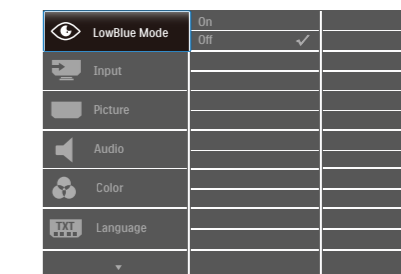 LowBlue Mode
On
Off
Input
Picture
Audio
Color
TXT
Language